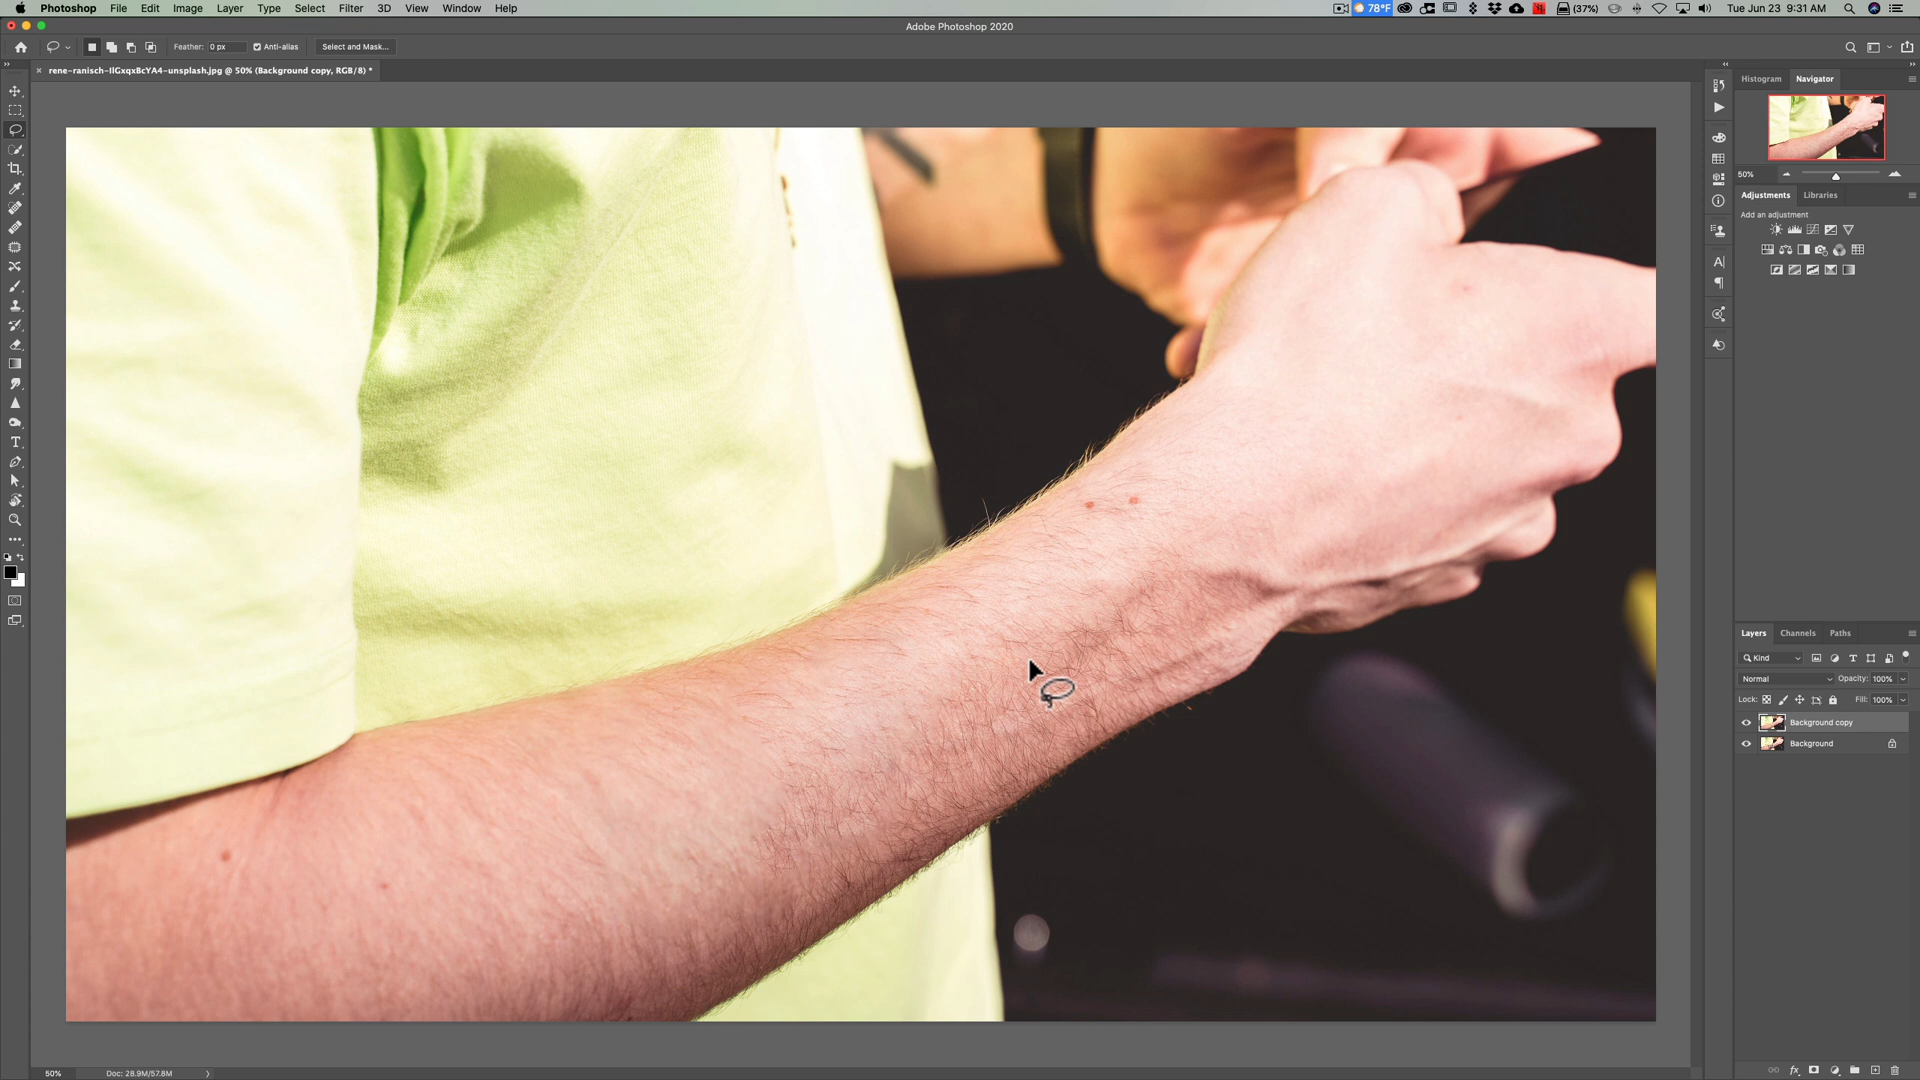 Photoshop File Edit Image Layer Type Select Filter 3D View Window Help 78°F (37%) Tue Jun 23 9:31 AM
Adobe Photoshop 2020
Feather: 0 px Anti-alias Select and Mask...
× rene-ranisch-IlGxqxBcYA4-unsplash.jpg @ 50% (Background copy, RGB/8) *
Histogram Navigator
50%
Adjustments Libraries
Add an adjustment
Layers Channels Paths
Kind
Normal Opacity: 100%
Lock: Fill: 100%
Background copy
Background
50% Doc: 28.9M/57.8M